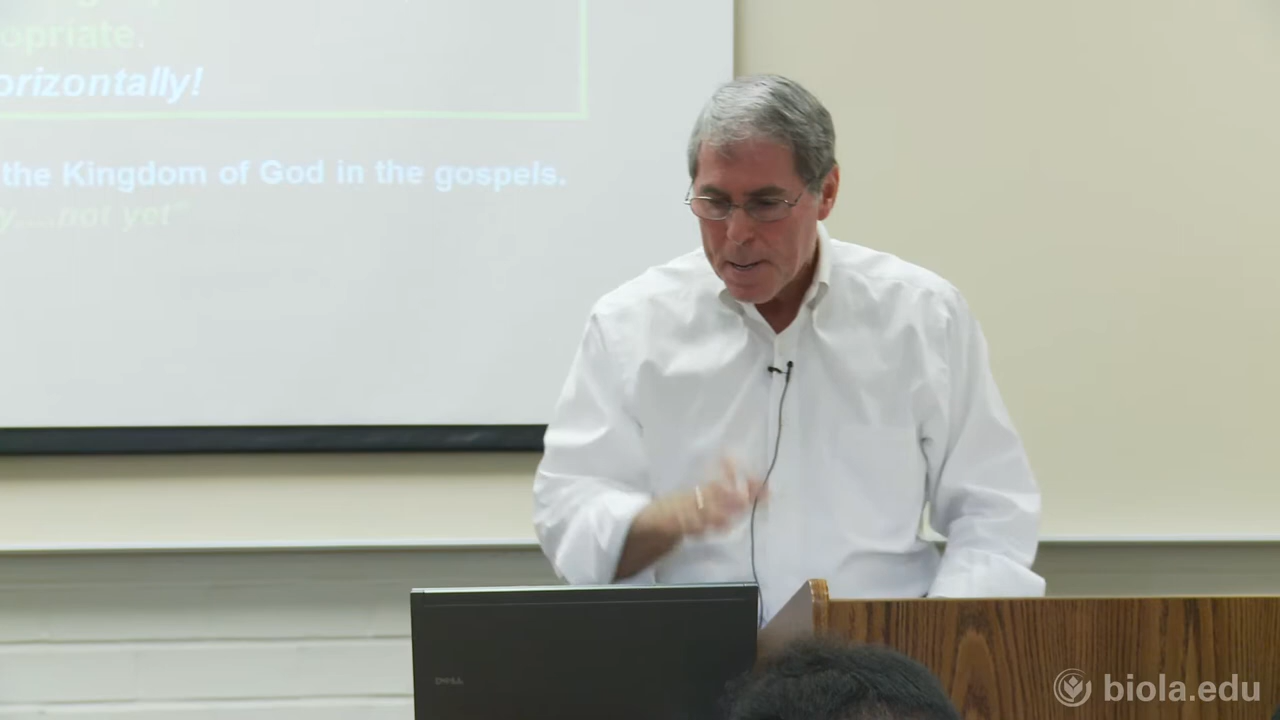 opriate.
orizontally!
the Kingdom of God in the gospels.
y....not yet"
DELL
biola.edu